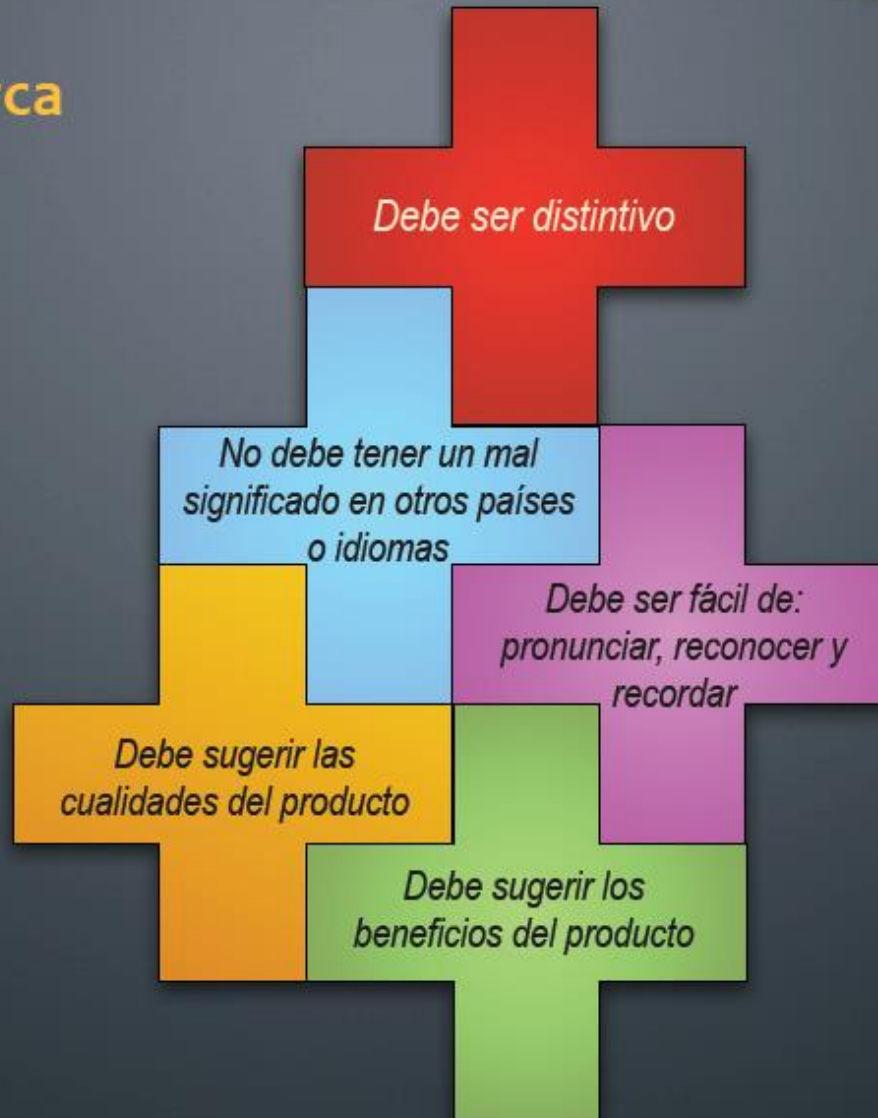 Debe ser distintivo
No debe tener un mal
significado en otros países
o idiomas
Debe ser fácil de:
pronunciar, reconocer y
recordar
Debe sugerir las
cualidades del producto
Debe sugerir los
beneficios del producto